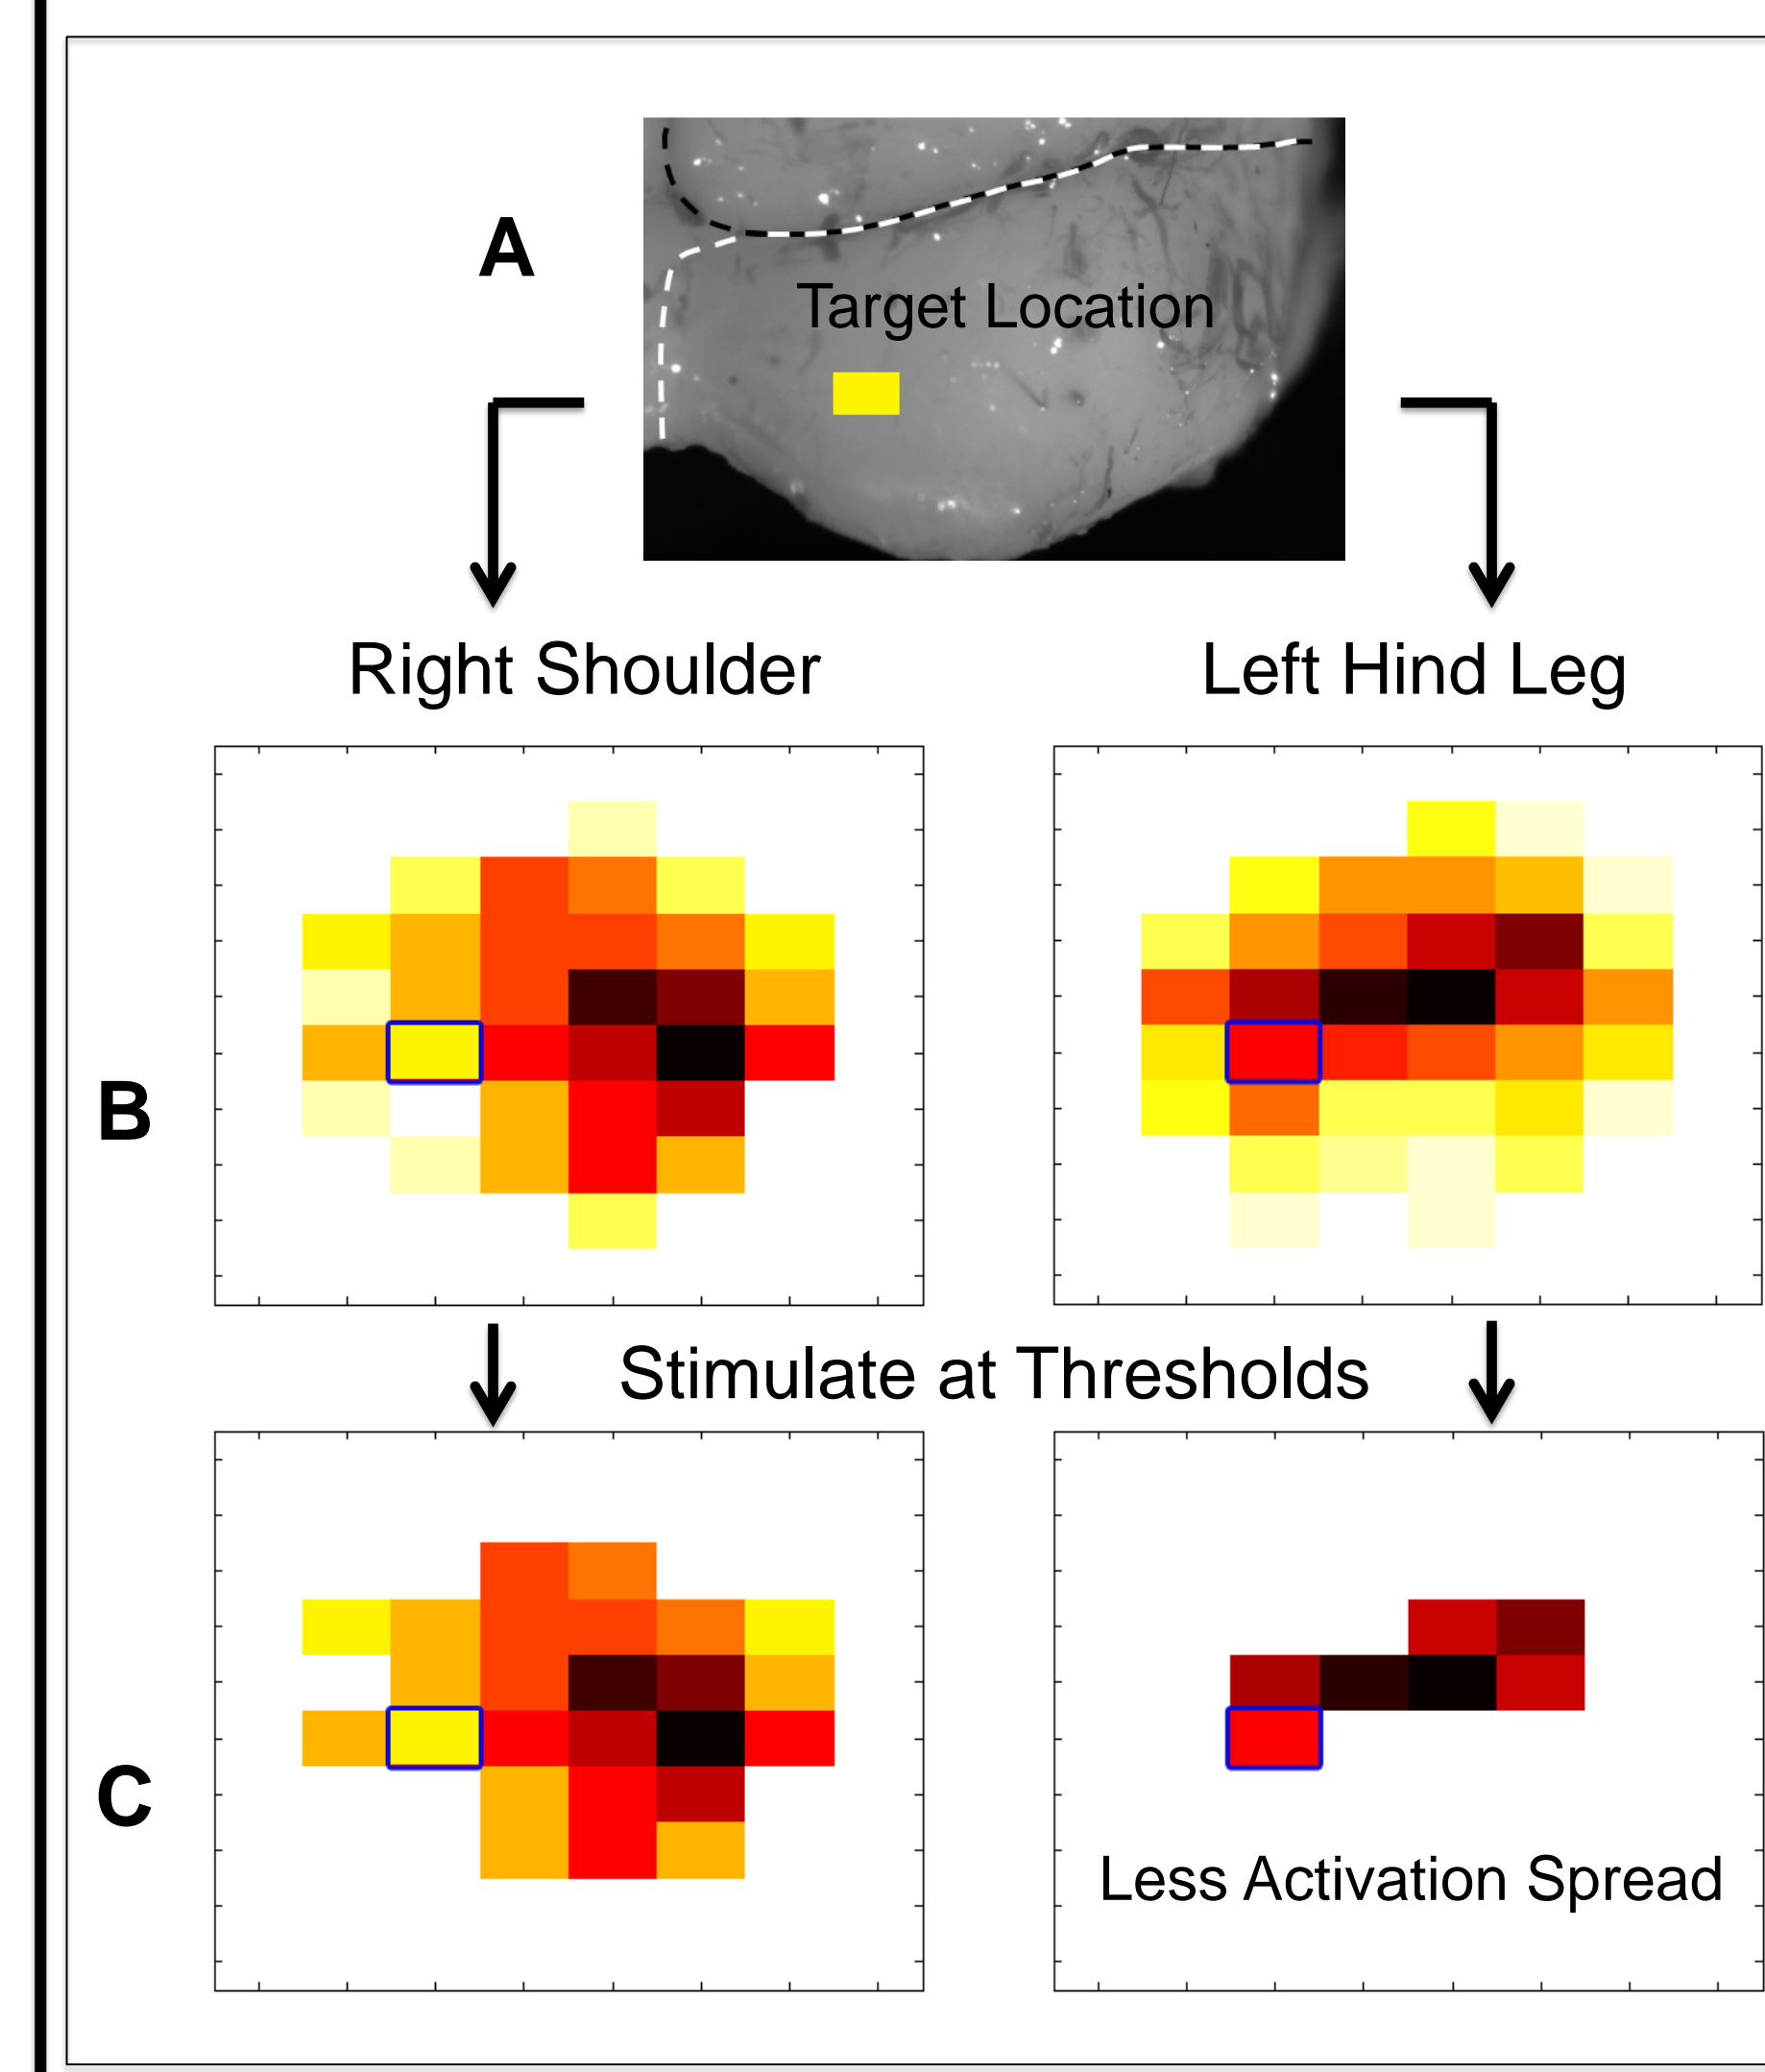 A
Target Location
Right Shoulder
Left Hind Leg
B
Stimulate at Thresholds
C
Less Activation Spread